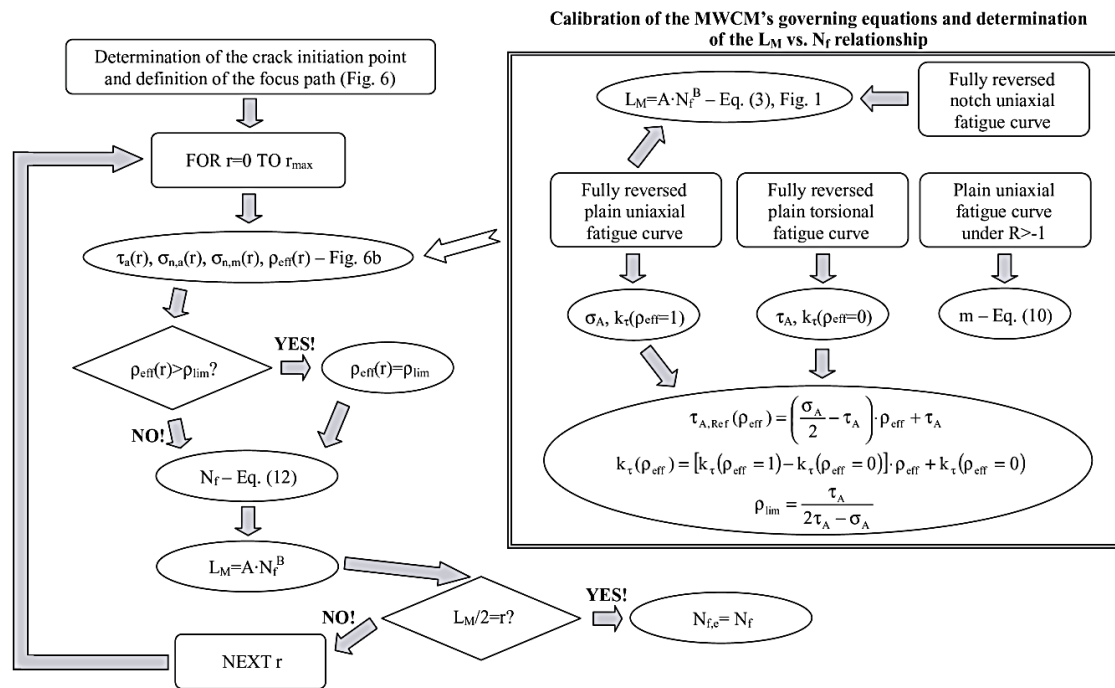 Calibration of the MWCM's governing equations and determination
of the L_M vs. N_f relationship
Determination of the crack initiation point
and definition of the focus path (Fig. 6)
FOR r=0 TO r_max
τ_a(r), σ_n,a(r), σ_n,m(r), ρ_eff(r) – Fig. 6b
ρ_eff(r)>ρ_lim?
YES!
ρ_eff(r)=ρ_lim
NO!
N_f – Eq. (12)
L_M=A·N_f^B
L_M/2=r?
YES!
N_f,e= N_f
NO!
NEXT r
L_M=A·N_f^B – Eq. (3), Fig. 1
Fully reversed
notch uniaxial
fatigue curve
Fully reversed
plain uniaxial
fatigue curve
Fully reversed
plain torsional
fatigue curve
Plain uniaxial
fatigue curve
under R>-1
σ_A, k_τ(ρ_eff=1)
τ_A, k_τ(ρ_eff=0)
m – Eq. (10)
τ_A,Ref(ρ_eff) = (σ_A/2 − τ_A)·ρ_eff + τ_A
k_τ(ρ_eff) = [k_τ(ρ_eff = 1) − k_τ(ρ_eff = 0)]·ρ_eff + k_τ(ρ_eff = 0)
ρ_lim = τ_A/(2τ_A − σ_A)